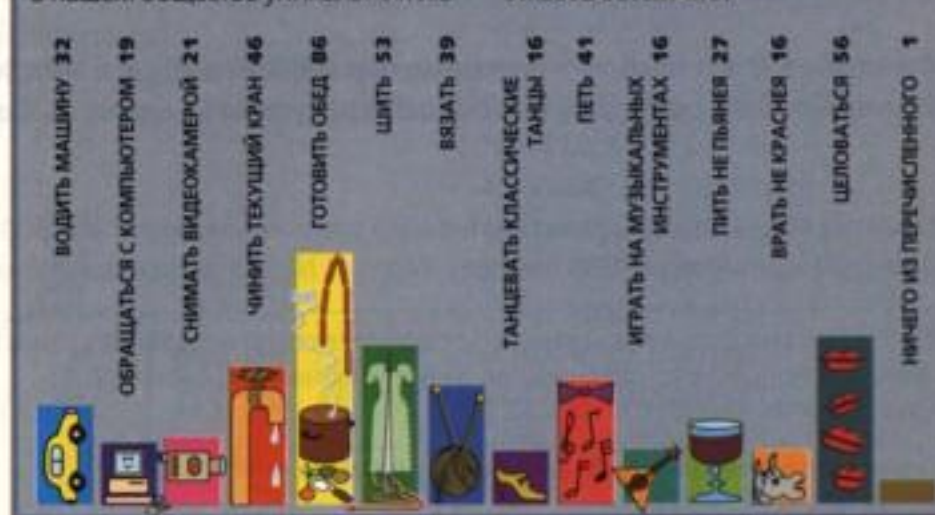 ВОДИТЬ МАШИНУ 32
ОБРАЩАТЬСЯ С КОМПЬЮТЕРОМ 19
СНИМАТЬ ВИДЕОКАМЕРОЙ 21
ЧИНИТЬ ТЕКУЩИЙ КРАН 46
ГОТОВИТЬ ОБЕД 86
ШИТЬ 53
ВЯЗАТЬ 39
ТАНЦЕВАТЬ КЛАССИЧЕСКИЕ
ТАНЦЫ 16
ПЕТЬ 41
ИГРАТЬ НА МУЗЫКАЛЬНЫХ
ИНСТРУМЕНТАХ 16
ПИТЬ НЕ ПЬЯНЕЯ 27
ВРАТЬ НЕ КРАСНЕЯ 16
ЦЕЛОВАТЬСЯ 56
НИЧЕГО ИЗ ПЕРЕЧИСЛЕННОГО 1